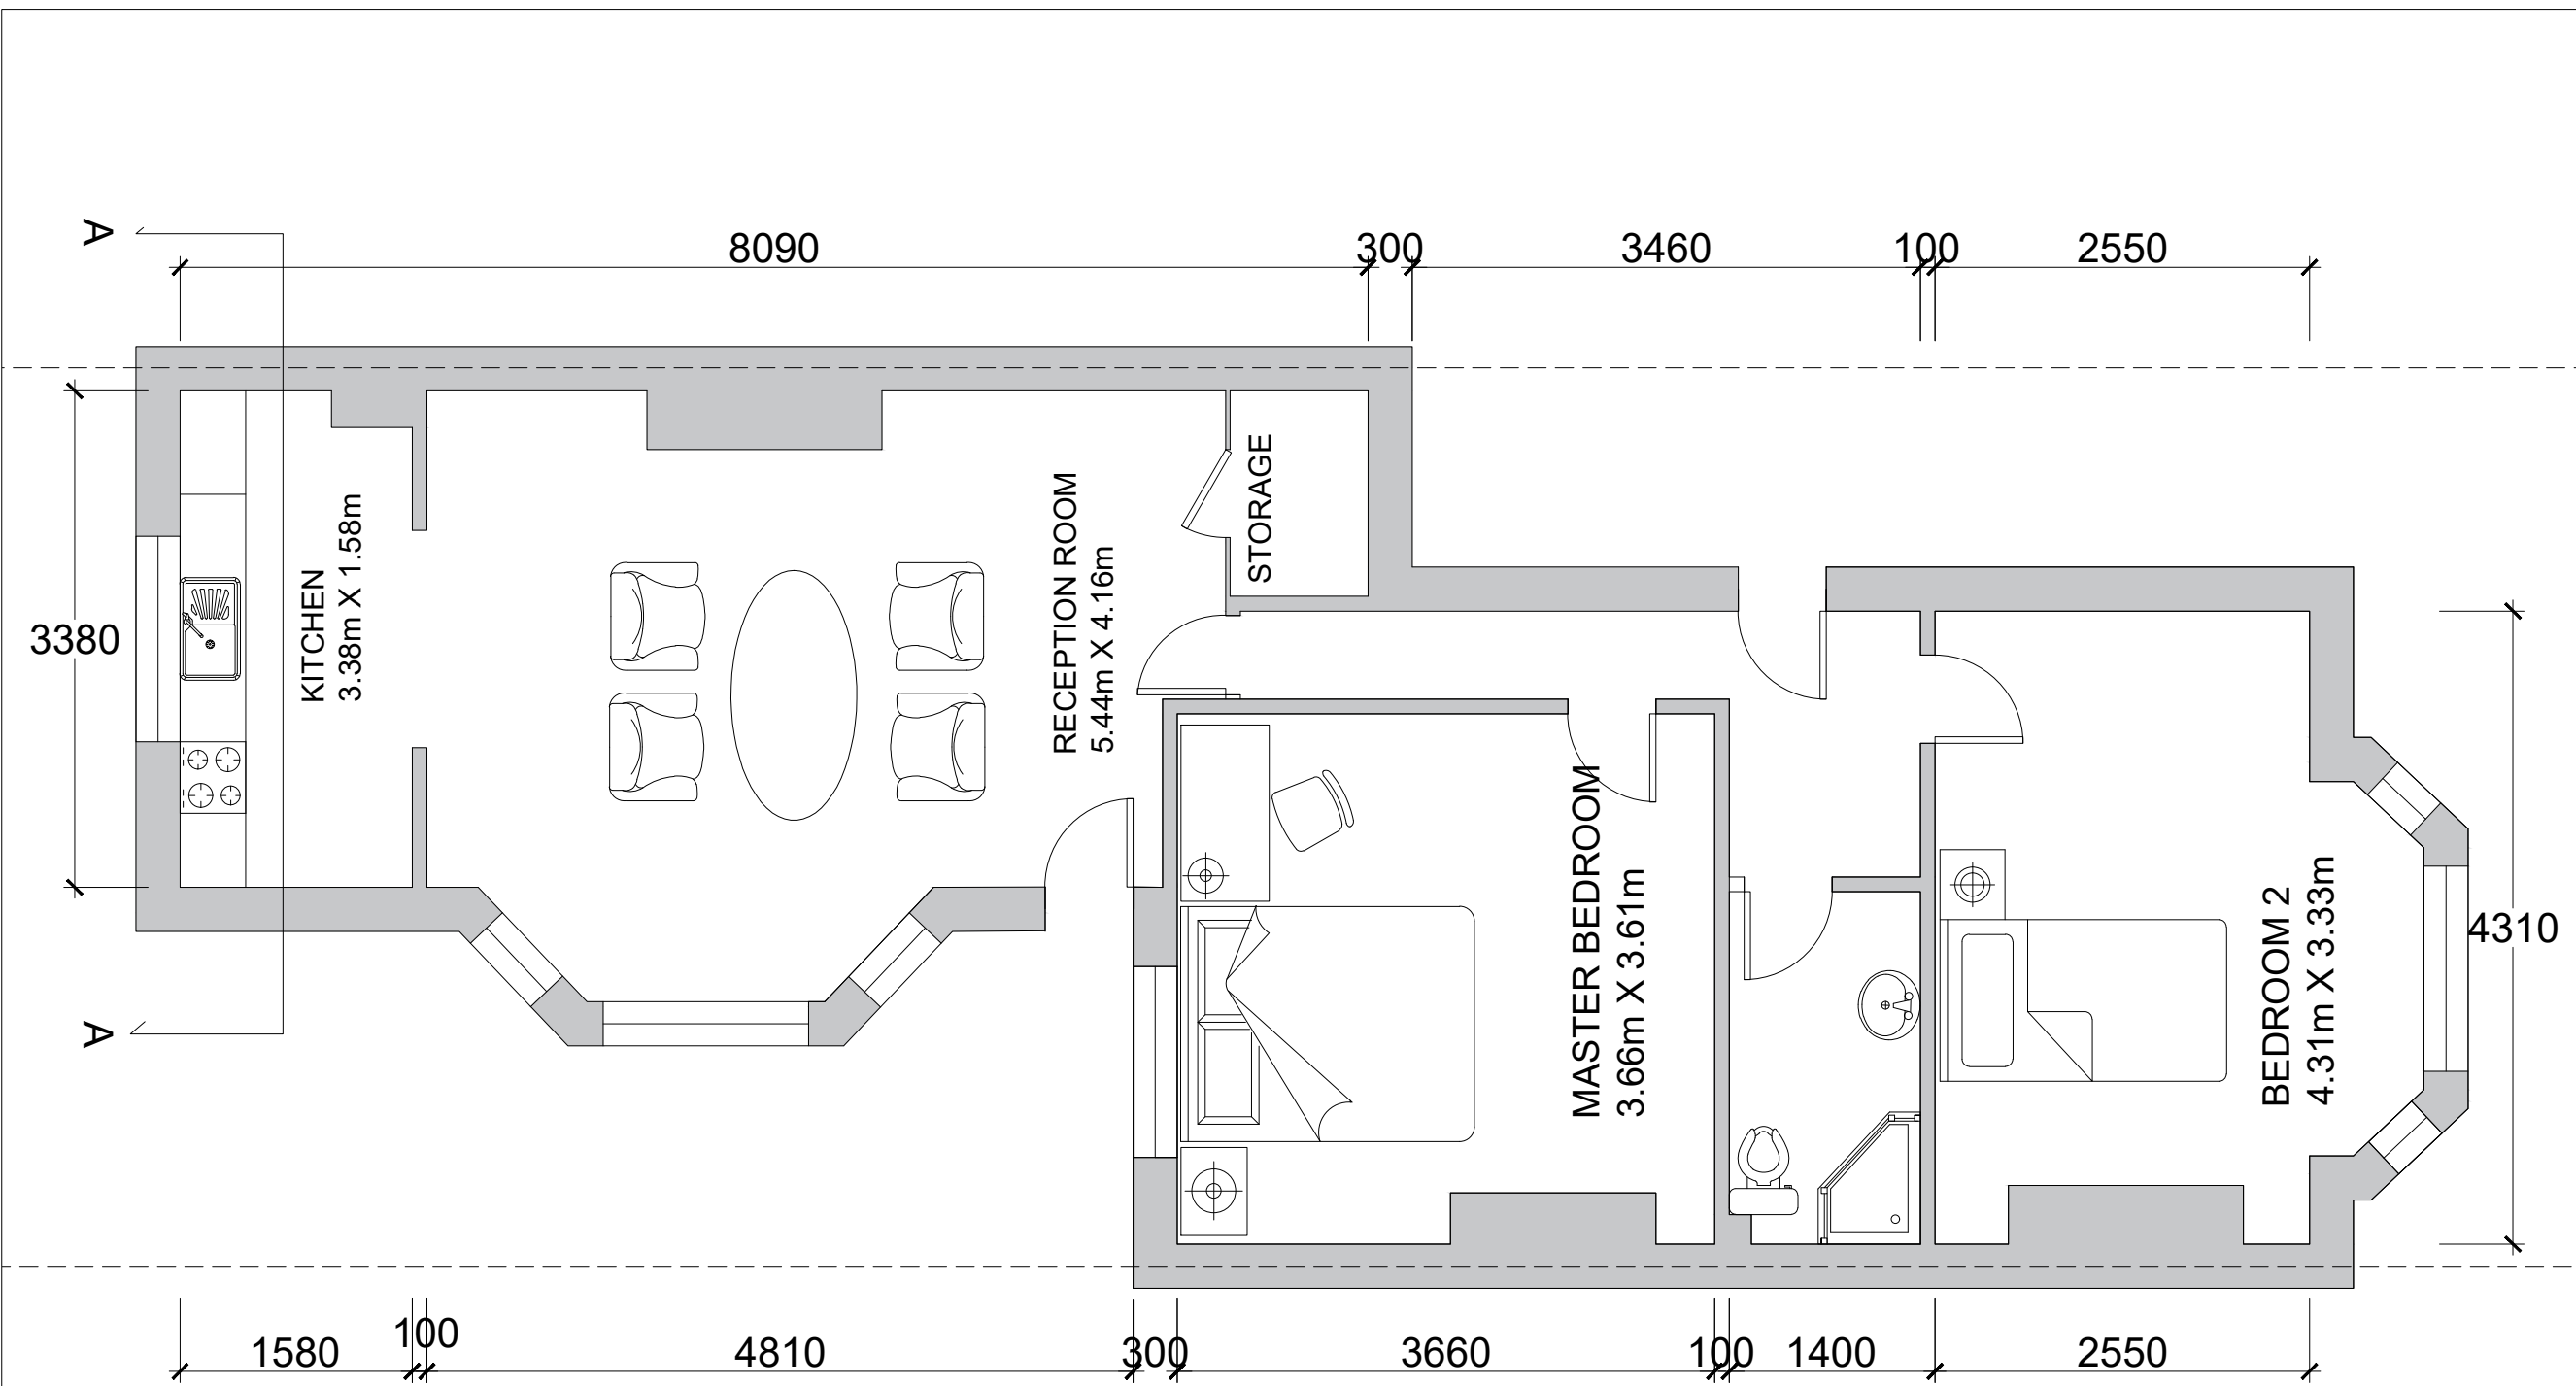 A
8090
300
3460
100
2550
3380
KITCHEN
3.38m X 1.58m
RECEPTION ROOM
5.44m X 4.16m
STORAGE
MASTER BEDROOM
3.66m X 3.61m
BEDROOM 2
4.31m X 3.33m
4310
A
1580
100
4810
300
3660
100
1400
2550